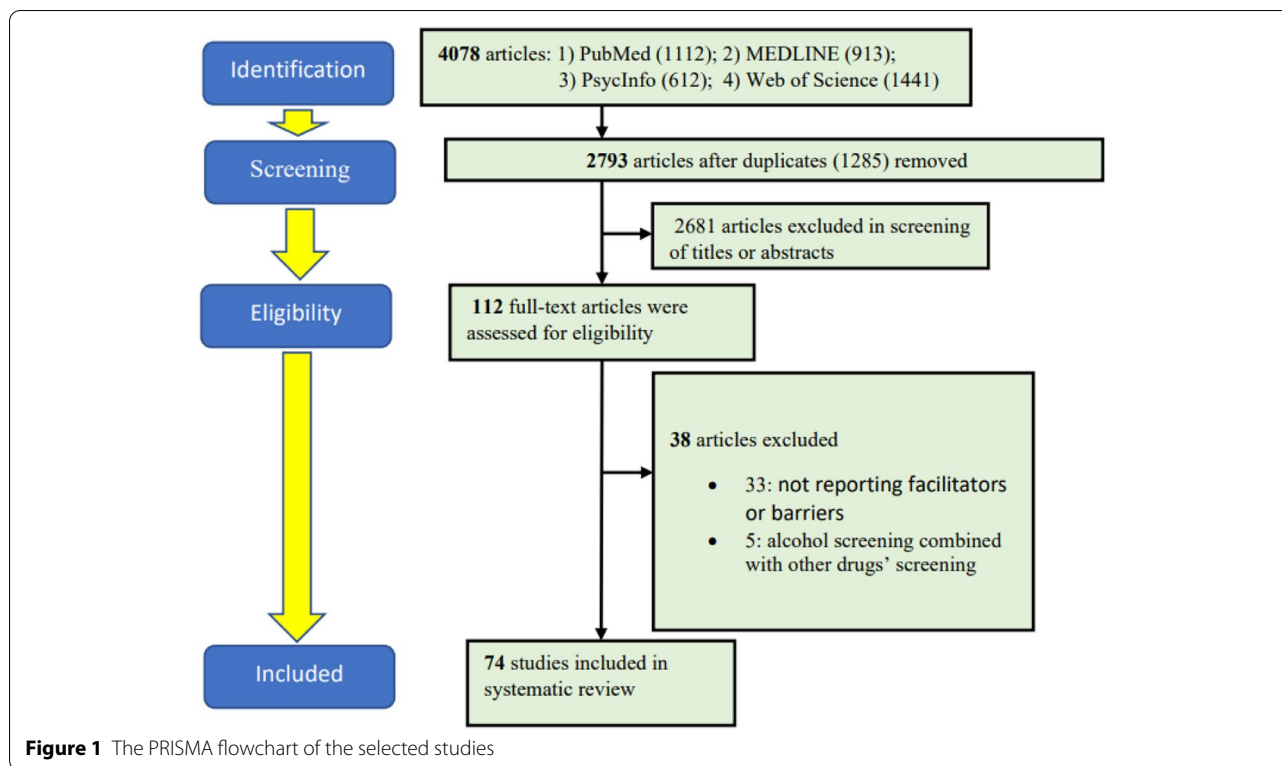 Identification
4078 articles: 1) PubMed (1112); 2) MEDLINE (913);
3) PsycInfo (612); 4) Web of Science (1441)
Screening
2793 articles after duplicates (1285) removed
2681 articles excluded in screening
of titles or abstracts
Eligibility
112 full-text articles were
assessed for eligibility
38 articles excluded
• 33: not reporting facilitators
or barriers
• 5: alcohol screening combined
with other drugs’ screening
Included
74 studies included in
systematic review
Figure 1 The PRISMA flowchart of the selected studies